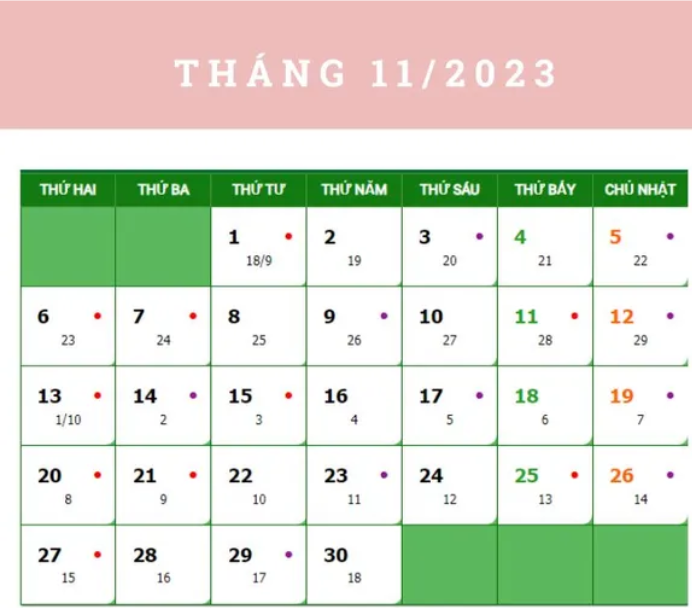 THÁNG 11/2023
THỨ HAI THỨ BA THỨ TƯ THỨ NĂM THỨ SÁU THỨ BẢY CHỦ NHẬT
1 2 3 4 5
18/9 19 20 21 22
6 7 8 9 10 11 12
23 24 25 26 27 28 29
13 14 15 16 17 18 19
1/10 2 3 4 5 6 7
20 21 22 23 24 25 26
8 9 10 11 12 13 14
27 28 29 30
15 16 17 18